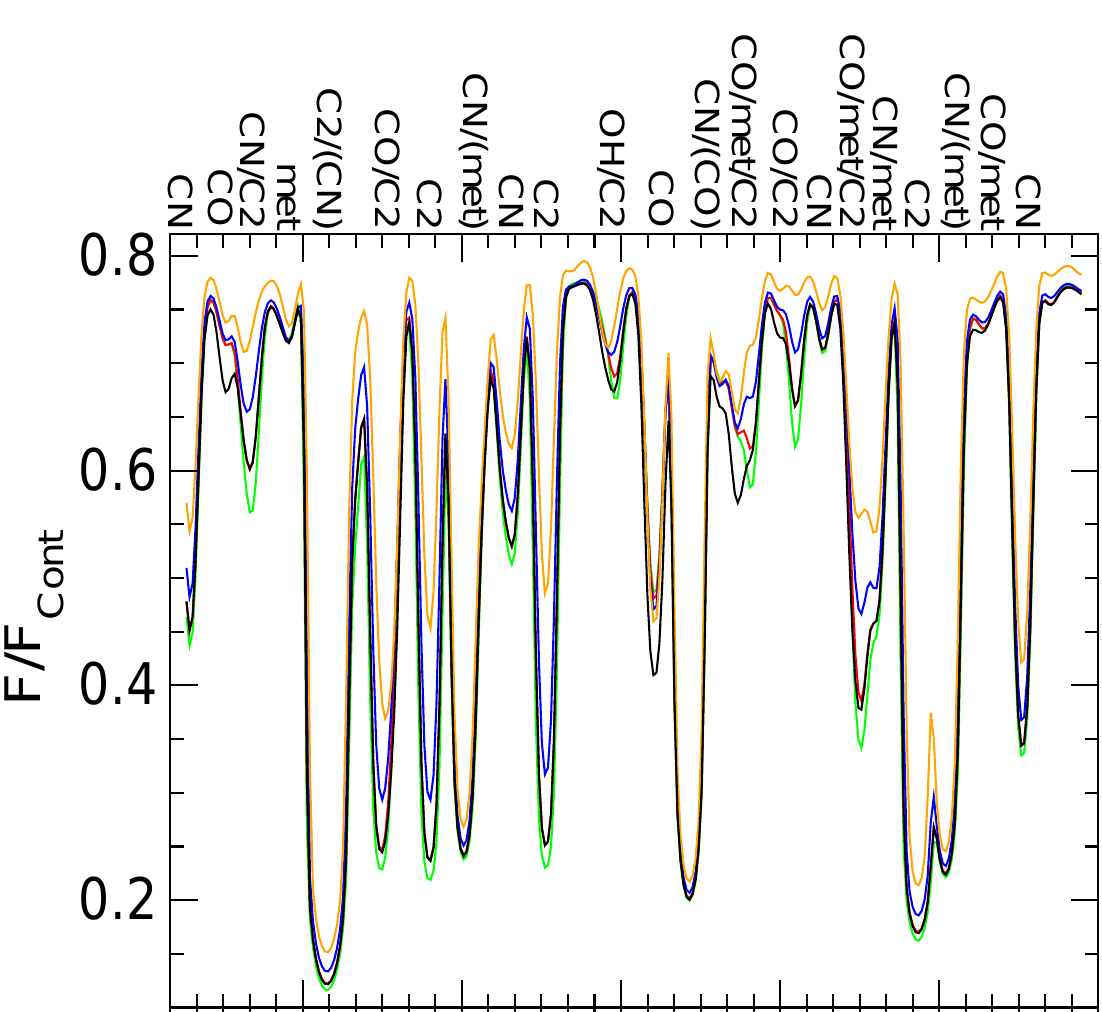 CN
CO
CN/C2
met
C2/(CN)
CO/C2
C2
CN/(met)
CN
C2
OH/C2
CO
CN/(CO)
CO/met/C2
CO/C2
CN
CO/met/C2
CN/met
C2
CN/(met)
CO/met
CN
0.8
0.6
0.4
0.2
F/FCont